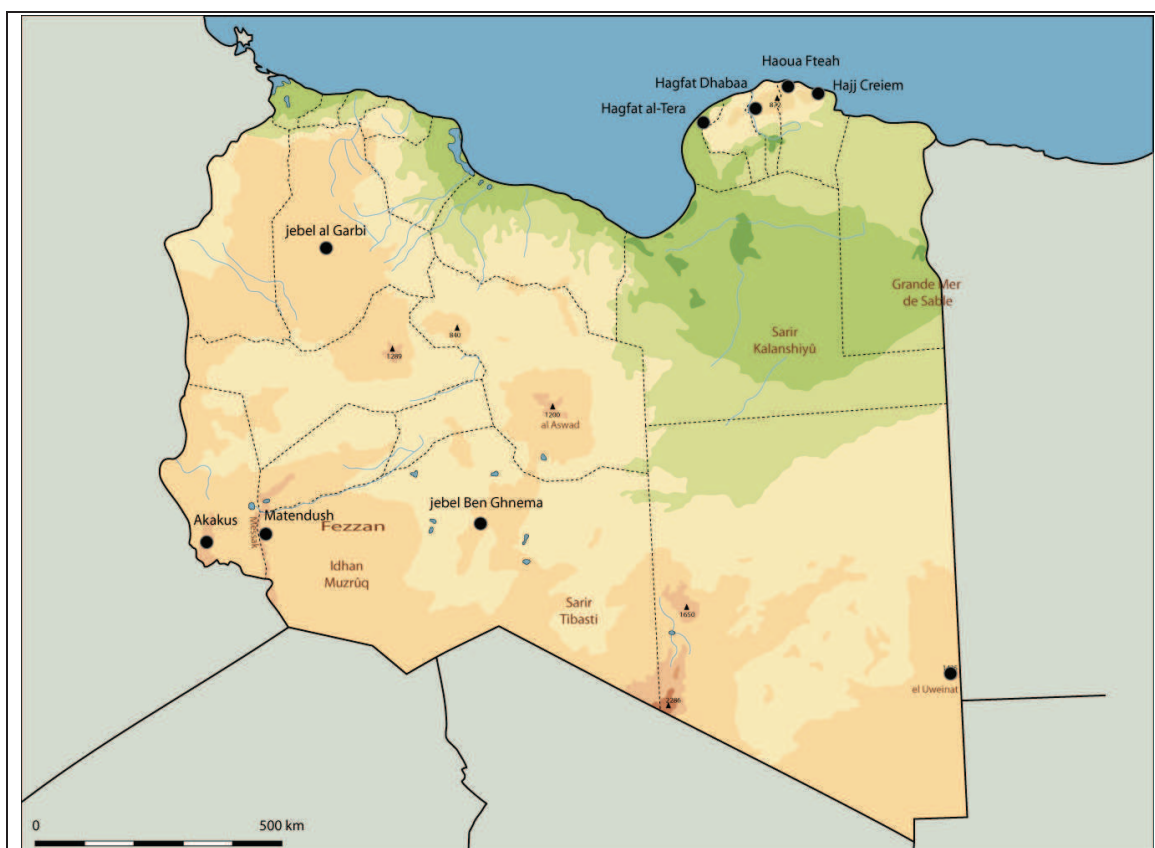 Haoua Fteah
Hagfat Dhabaa
Hajj Creiem
Hagfat al-Tera
jebel al Garbi
Grande Mer
de Sable
Sarir
Kalanshiyû
840
1289
1200
al Aswad
jebel Ben Ghnema
Akakus
Matendush
Fezzan
Idhan
Muzrûq
Sarir
Tibasti
1650
el Uweinat
2286
0
500 km